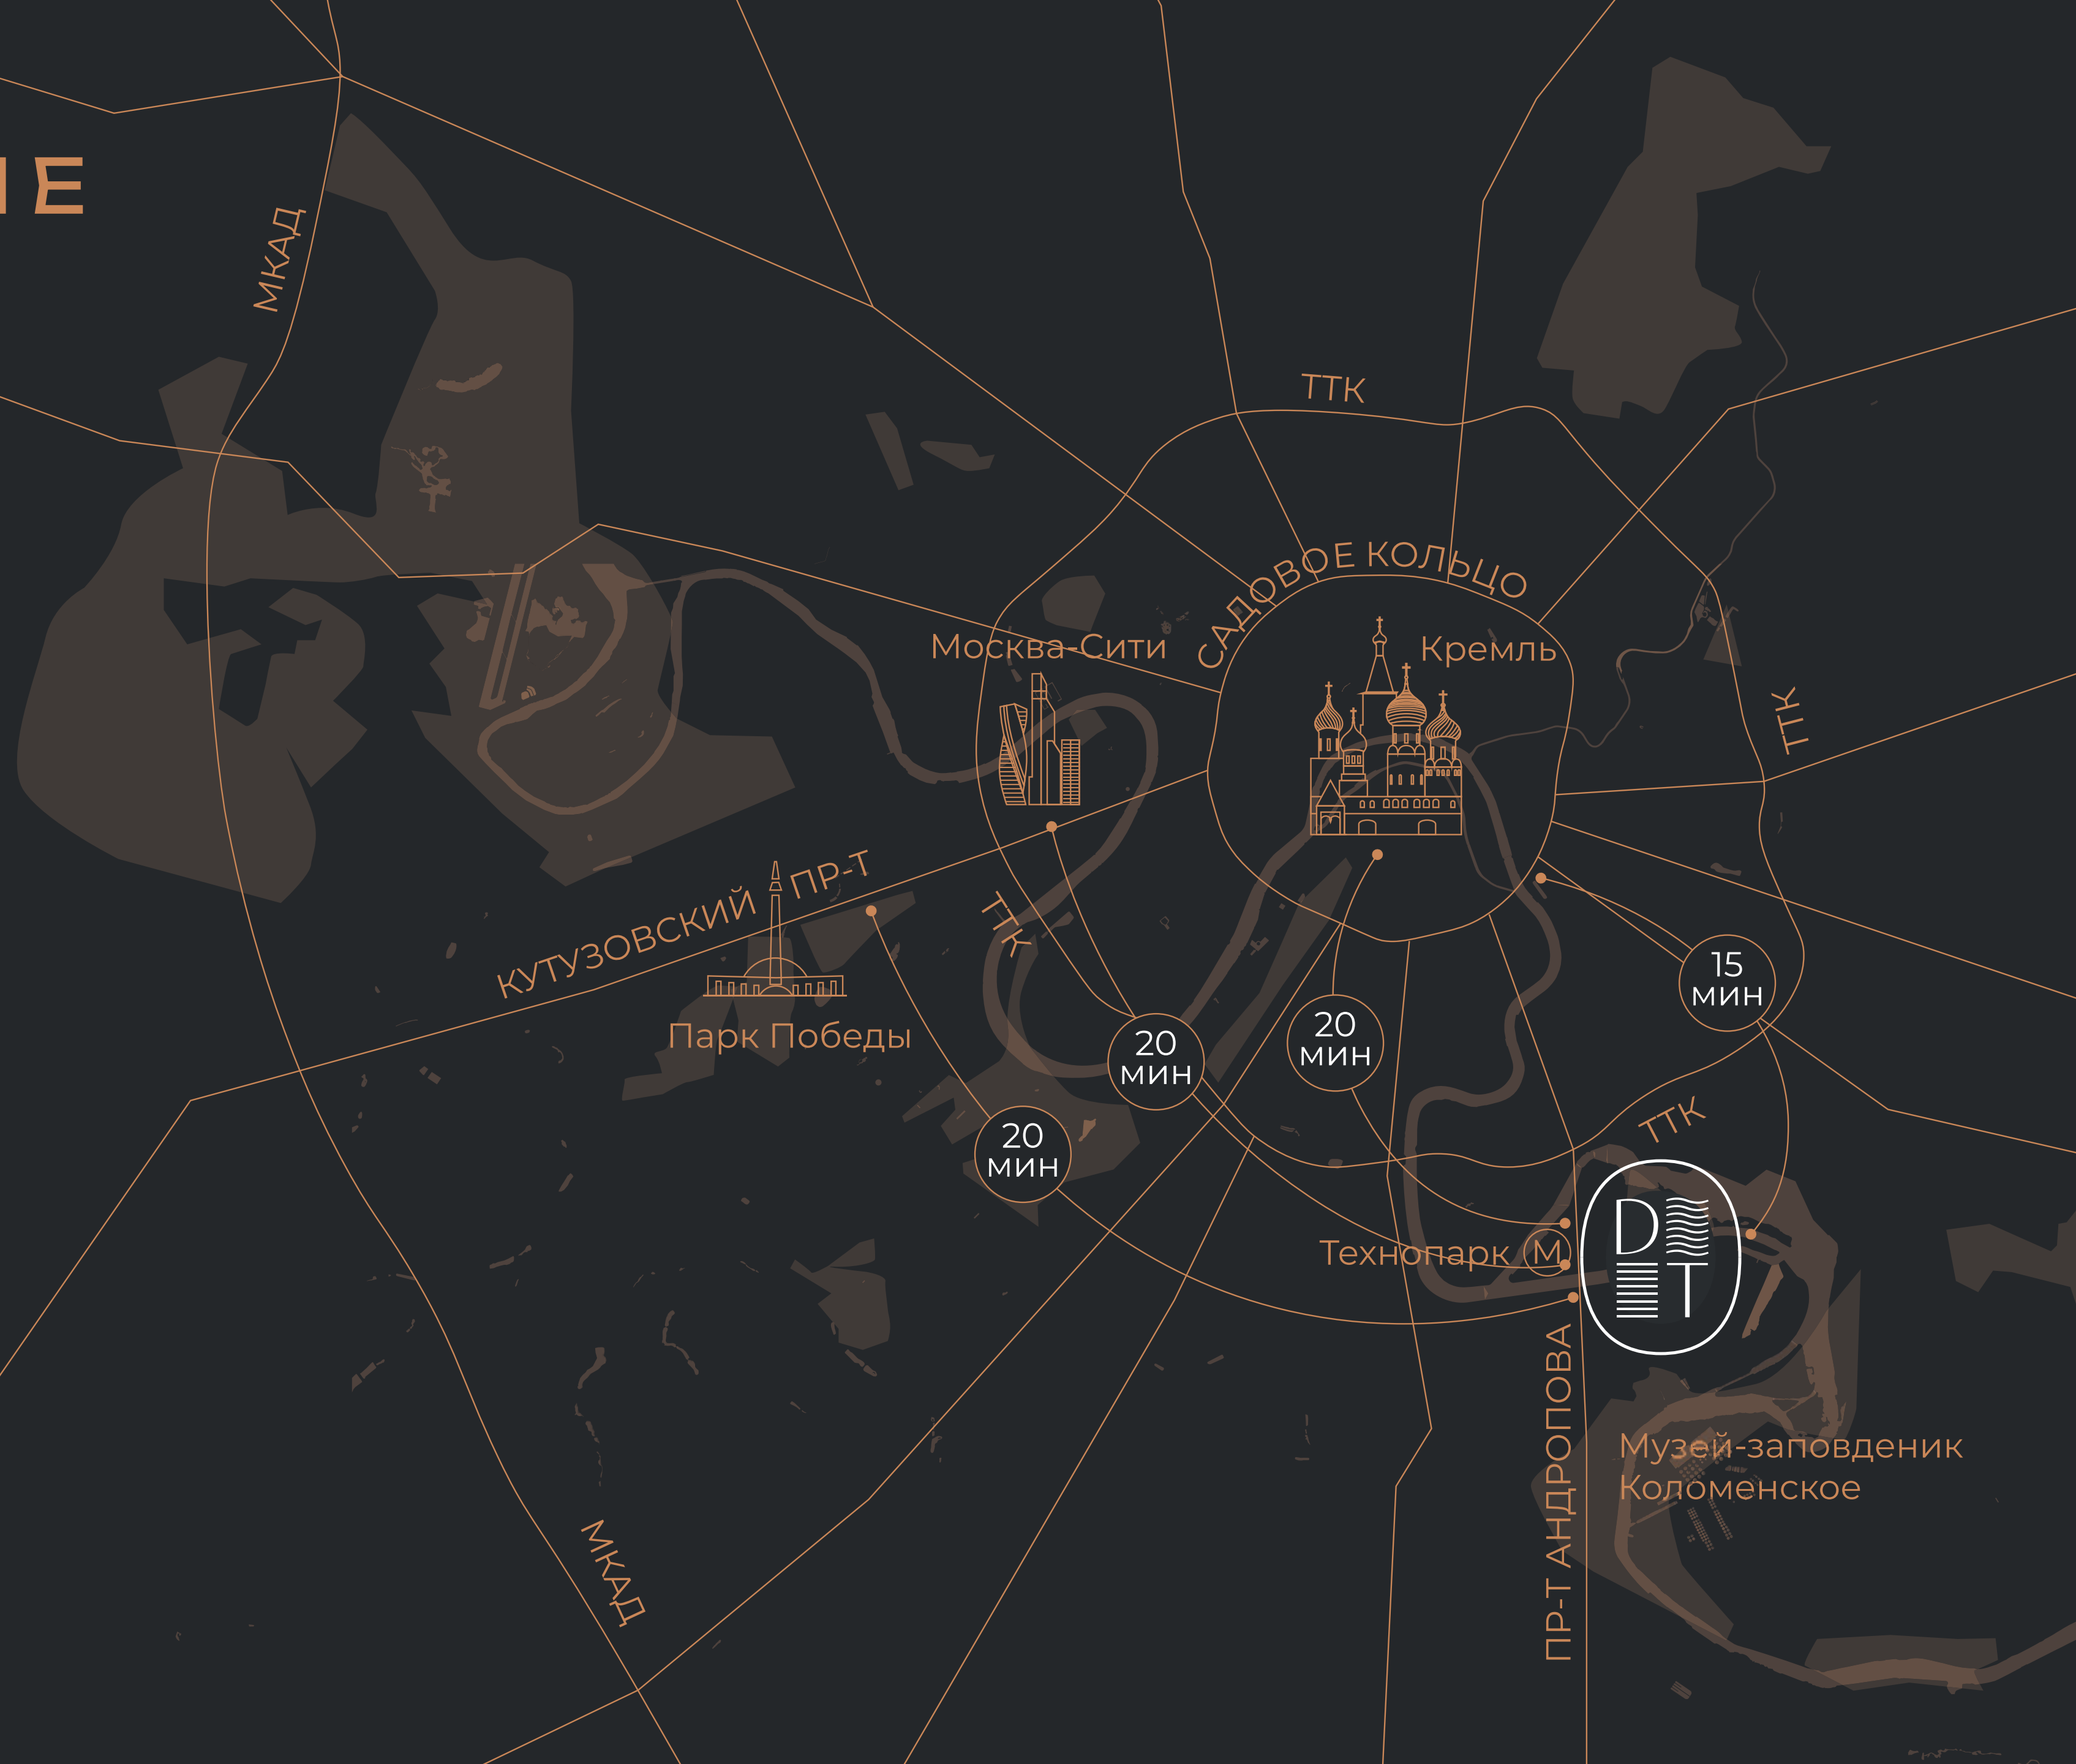 Е
МКАД
ТТК
САДОВОЕ КОЛЬЦО
Москва-Сити
Кремль
ТТК
КУТУЗОВСКИЙ ПР-Т
ТТК
15
МИН
20
МИН
20
МИН
Парк Победы
20
МИН
ТТК
Технопарк М
D
T
ПР-Т АНДРОПОВА
Музей-заповденик
Коломенское
МКАД